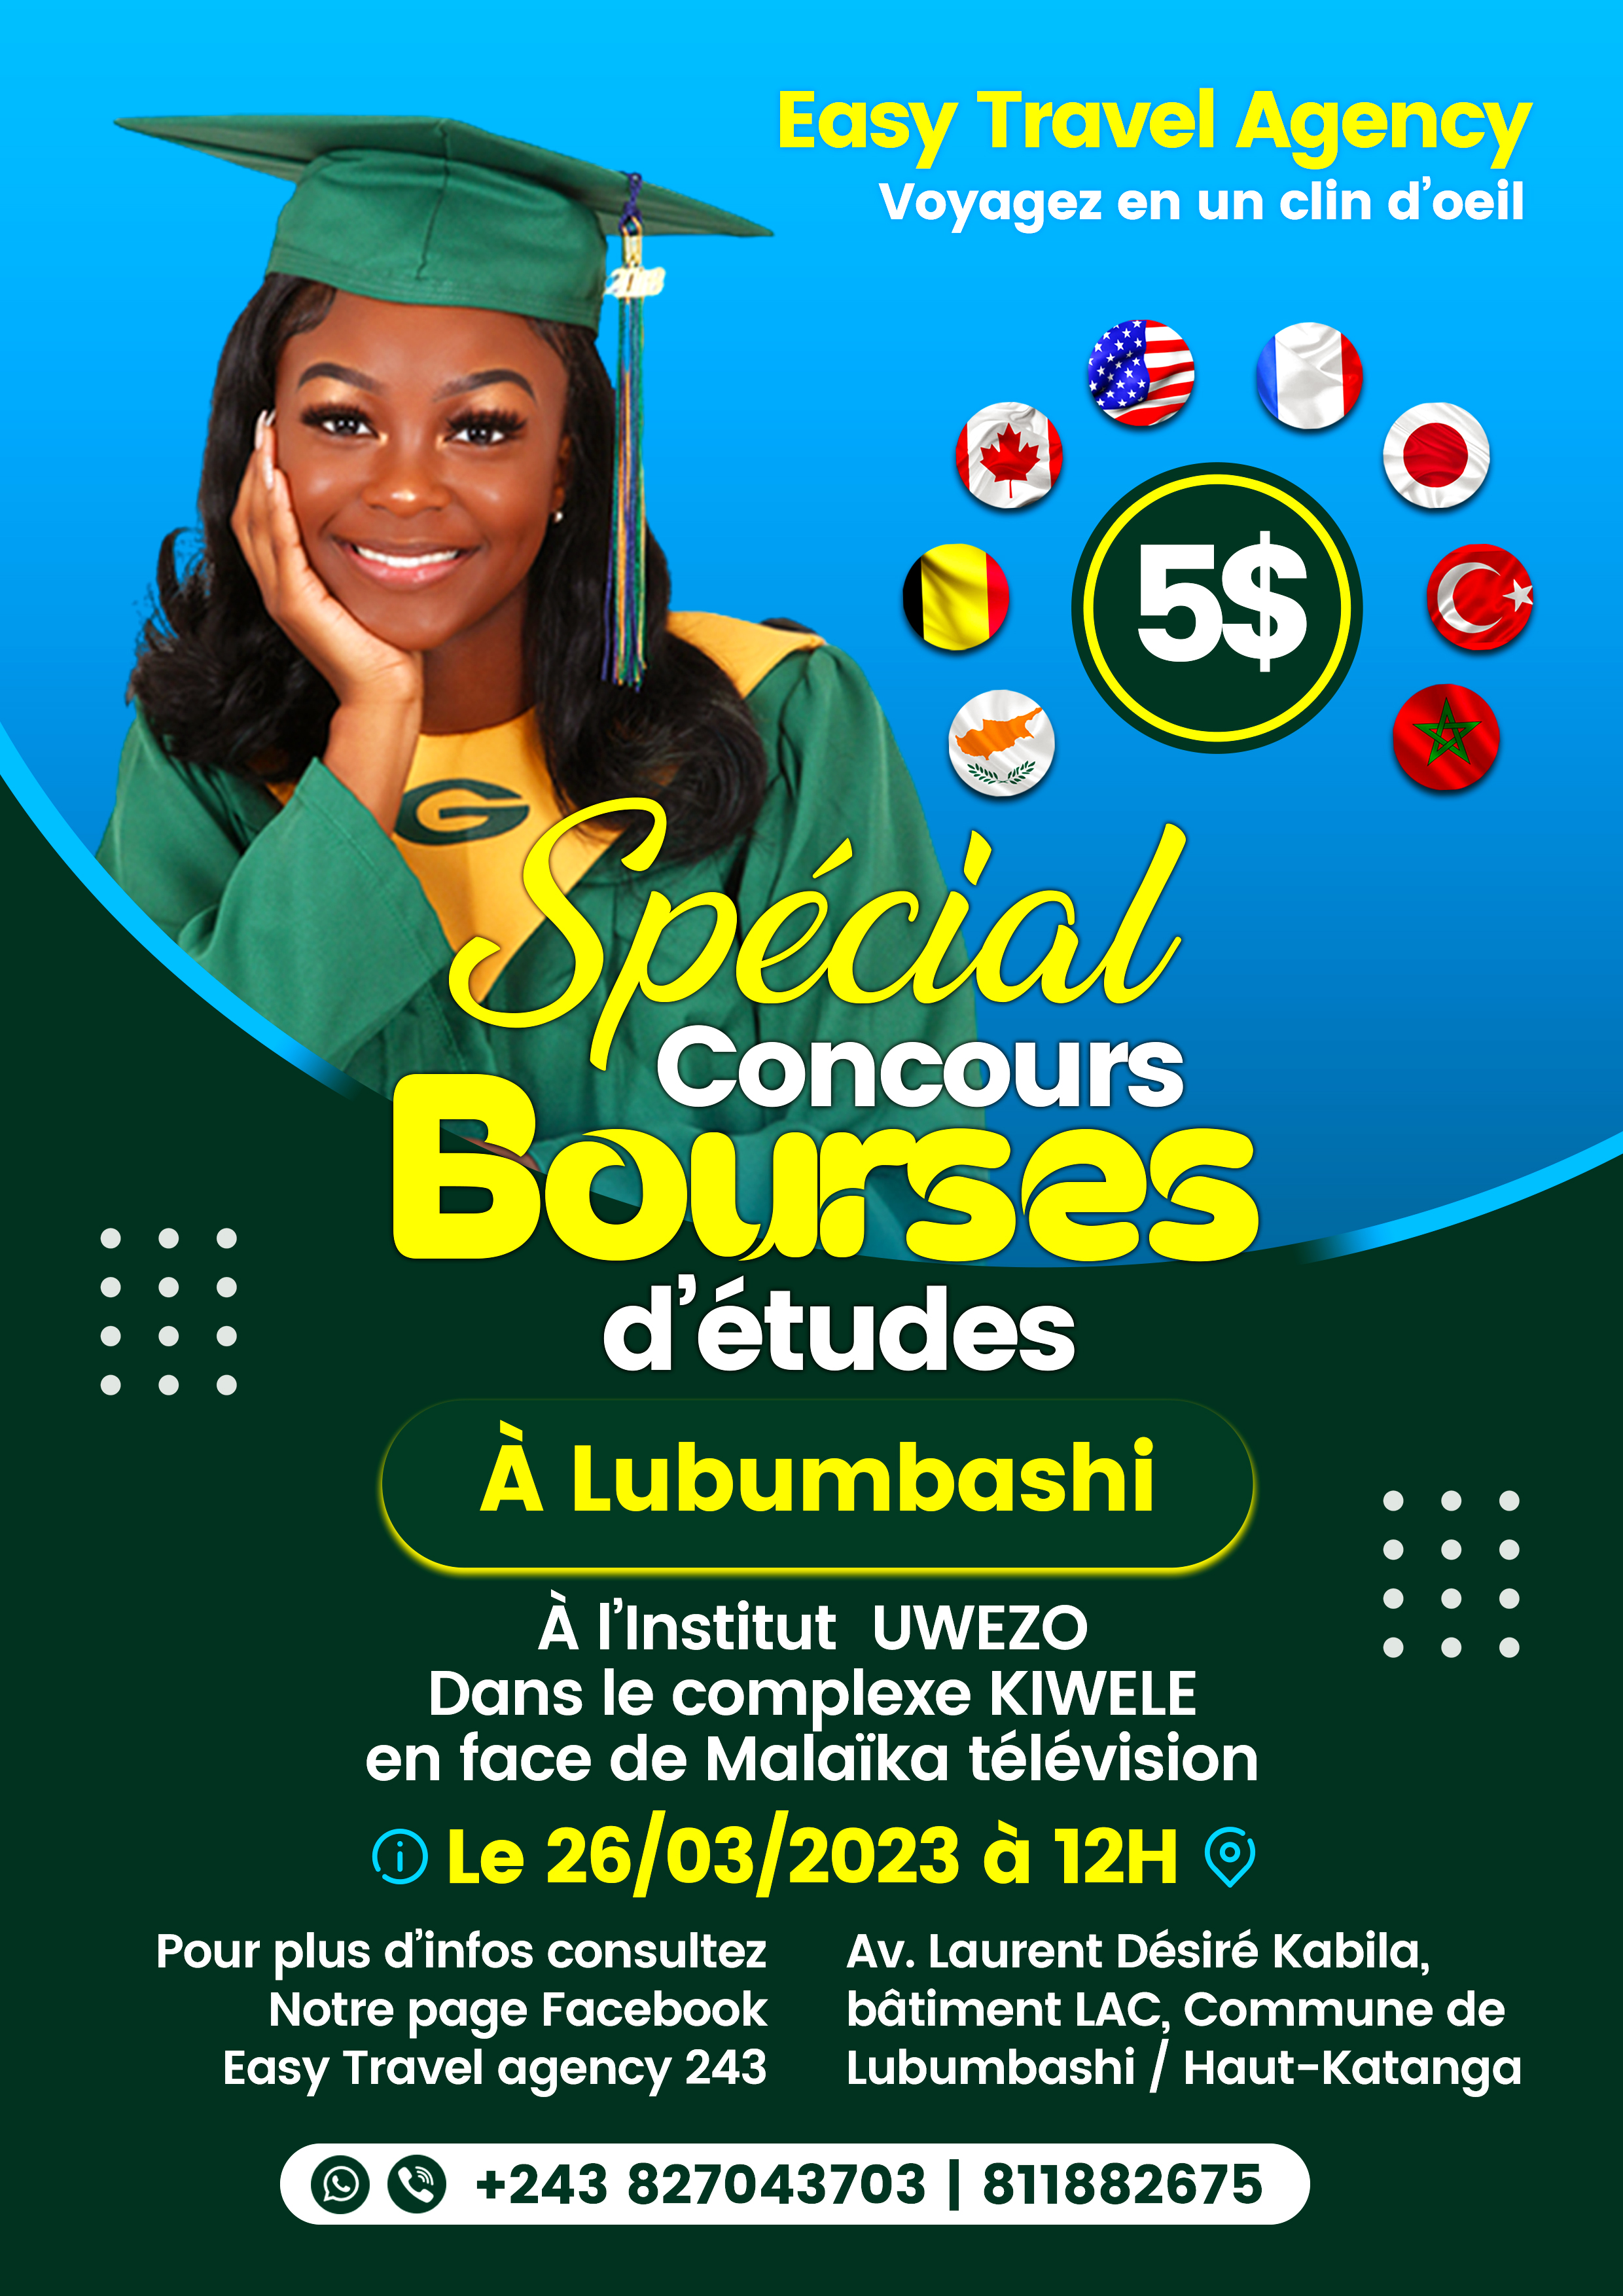 Easy Travel Agency
Voyagez en un clin d'oeil
5$
G
Spécial
Concours
Bourses
d'études
À Lubumbashi
À l'Institut UWEZO
Dans le complexe KIWELE
en face de Malaïka télévision
Le 26/03/2023 à 12H
Pour plus d'infos consultez
Notre page Facebook
Easy Travel agency 243
Av. Laurent Désiré Kabila,
bâtiment LAC, Commune de
Lubumbashi / Haut-Katanga
+243 827043703 | 811882675